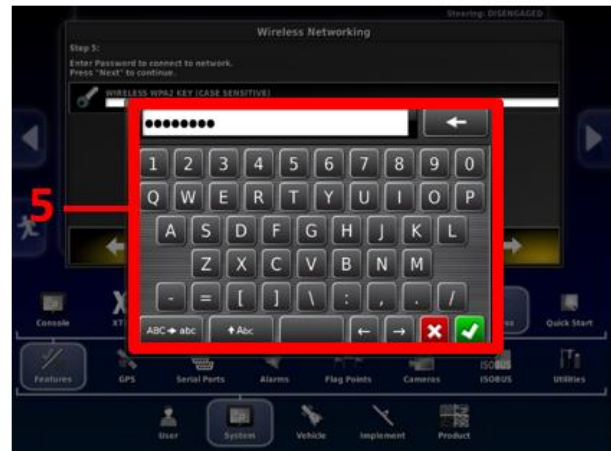 Steering: DISENGAGED
Wireless Networking
Step 5:
Enter Password to connect to network.
Press "Next" to continue.
WIRELESS WPA2 KEY (CASE SENSITIVE)
●●●●●●●● ←
1 2 3 4 5 6 7 8 9 0
Q W E R T Y U I O P
5
A S D F G H J K L
Z X C V B N M
- = [ ] \ : , . /
ABC → abc ↑ Abc ← →
Console Quick Start
Features GPS Serial Ports Alarms Flag Points Cameras ISOBUS Utilities
User System Vehicle Implement Product